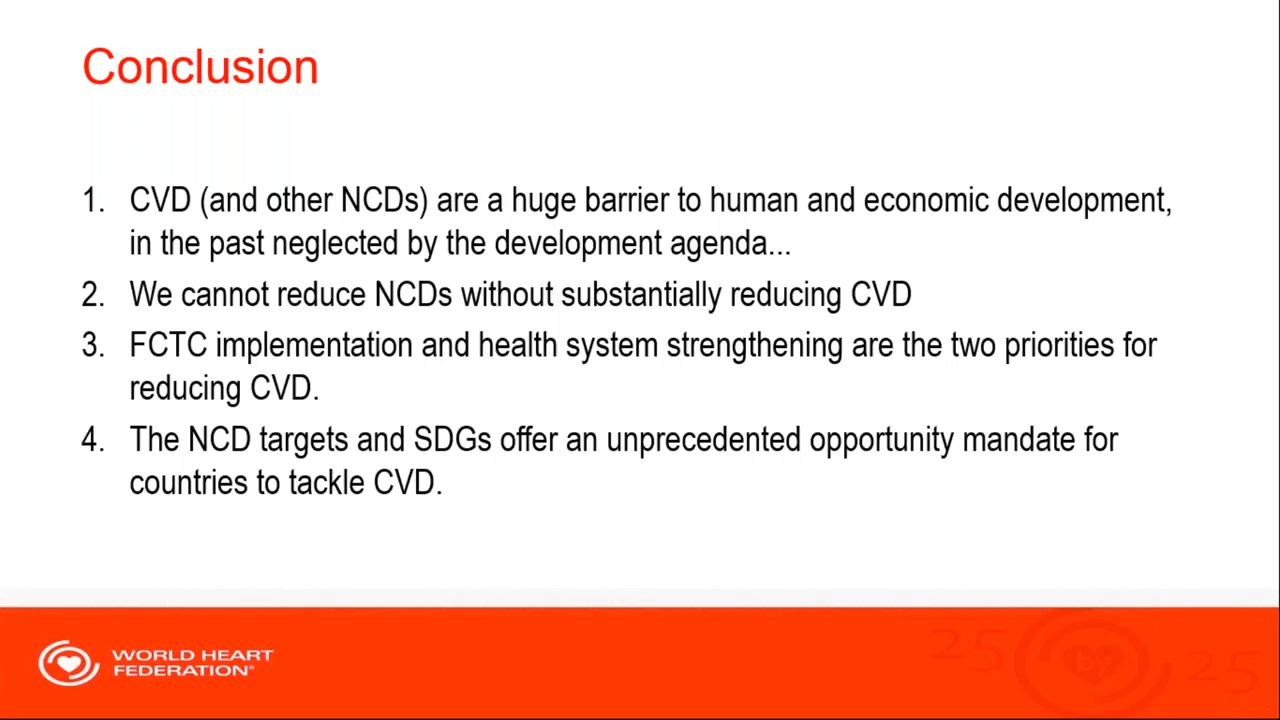 Conclusion
1. CVD (and other NCDs) are a huge barrier to human and economic development,
in the past neglected by the development agenda...
2. We cannot reduce NCDs without substantially reducing CVD
3. FCTC implementation and health system strengthening are the two priorities for
reducing CVD.
4. The NCD targets and SDGs offer an unprecedented opportunity mandate for
countries to tackle CVD.
WORLD HEART
FEDERATION®
25 by 25